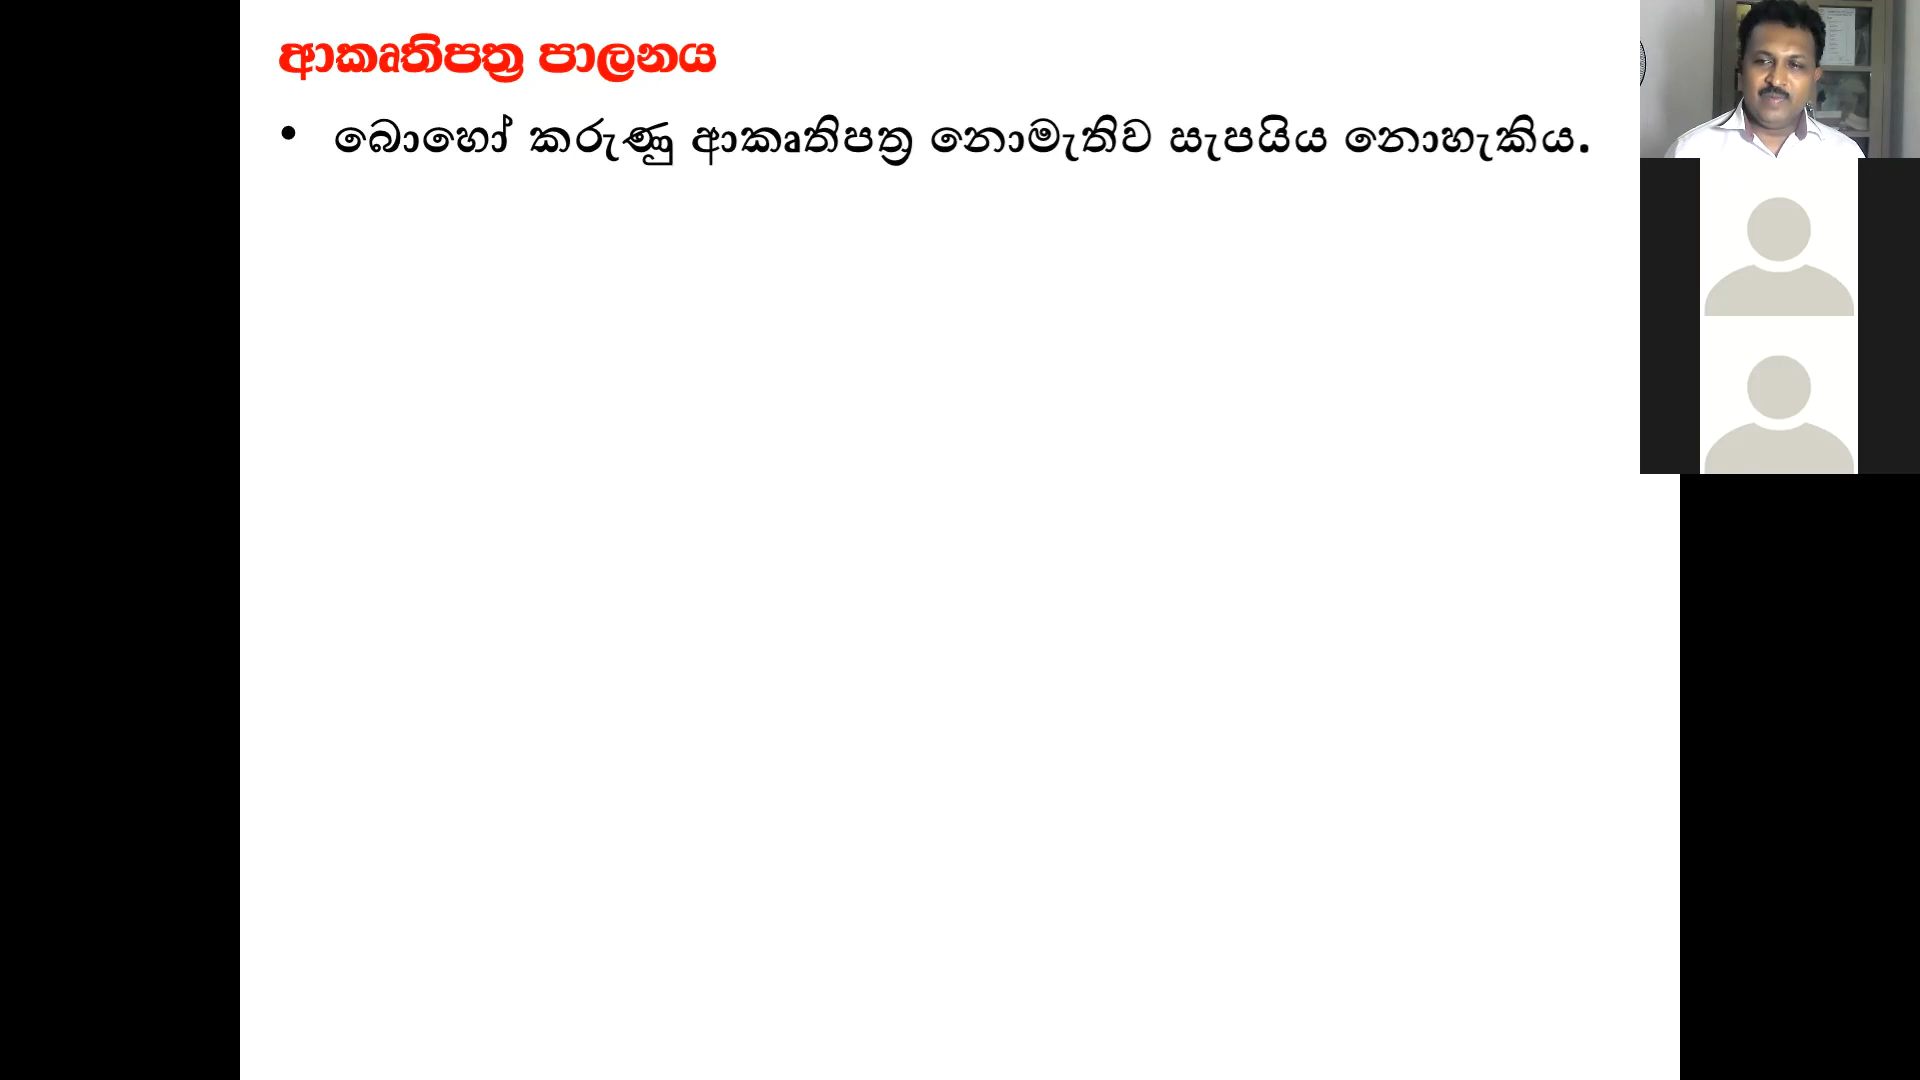 ආකෘතිපත්‍ර පාලනය
• බොහෝ කරුණු ආකෘතිපත්‍ර නොමැතිව සැපයිය නොහැකිය.